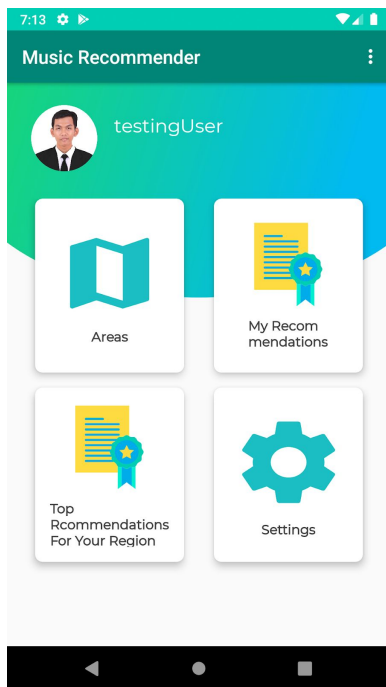 7:13
Music Recommender
testingUser
Areas
My Recom
mendations
Top
Rcommendations
For Your Region
Settings